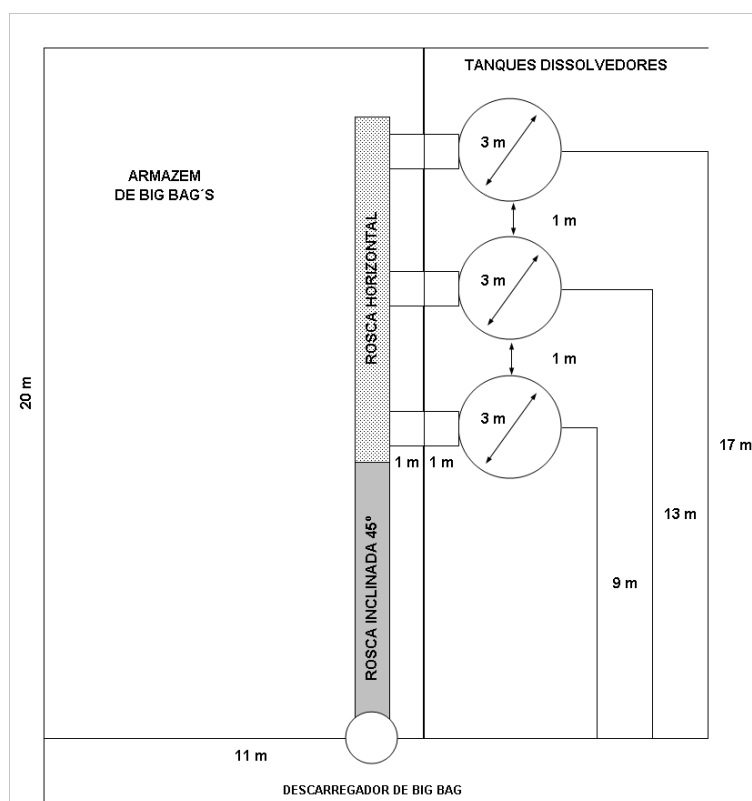 TANQUES DISSOLVEDORES
3 m
ARMAZEM
DE BIG BAG´S
1 m
ROSCA HORIZONTAL
3 m
1 m
20 m
3 m
17 m
1 m
1 m
13 m
ROSCA INCLINADA 45º
9 m
11 m
DESCARREGADOR DE BIG BAG